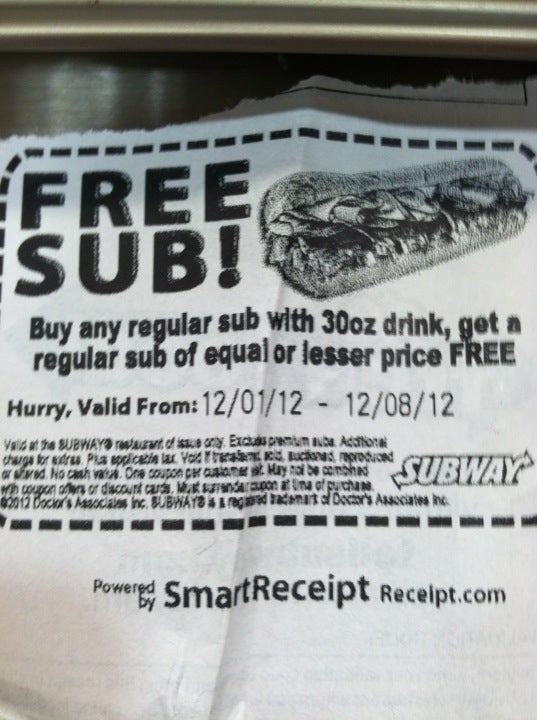 FREE
SUB!
Buy any regular sub with 30oz drink, get a
regular sub of equal or lesser price FREE
Hurry, Valid From: 12/01/12 - 12/08/12
Valid at the SUBWAY® restaurant of issue only. Excludes premium subs. Additional
charge for extras. Plus applicable tax. Void if transferred, sold, auctioned, reproduced
or altered. No cash value. One coupon per customer visit. May not be combined
with coupon offers or discount cards. Must surrender coupon at time of purchase.
©2012 Doctor's Associates Inc. SUBWAY® is a registered trademark of Doctor's Associates Inc.
SUBWAY
Powered by SmartReceipt Receipt.com